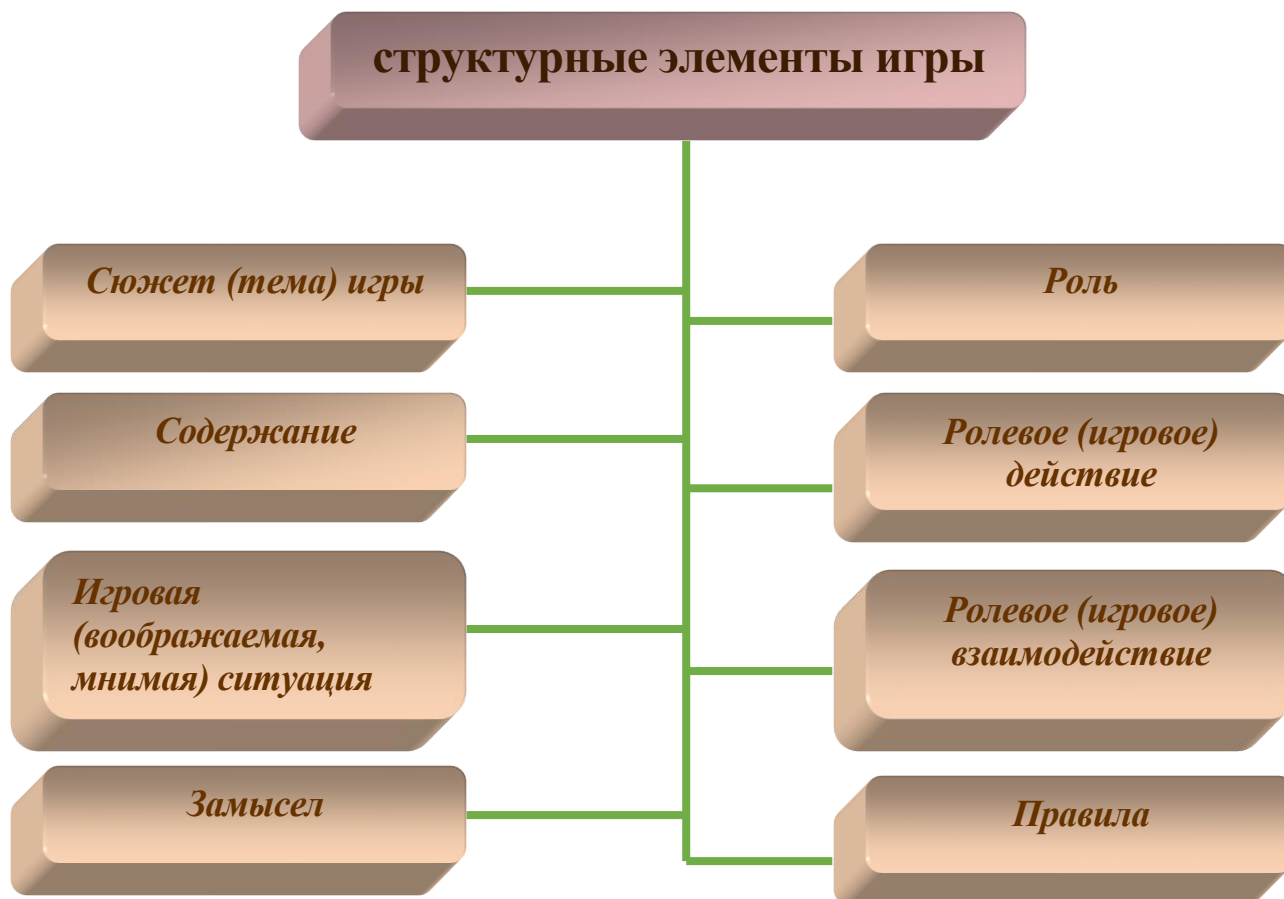 структурные элементы игры
Сюжет (тема) игры
Роль
Содержание
Ролевое (игровое)
действие
Игровая
(воображаемая,
мнимая) ситуация
Ролевое (игровое)
взаимодействие
Замысел
Правила